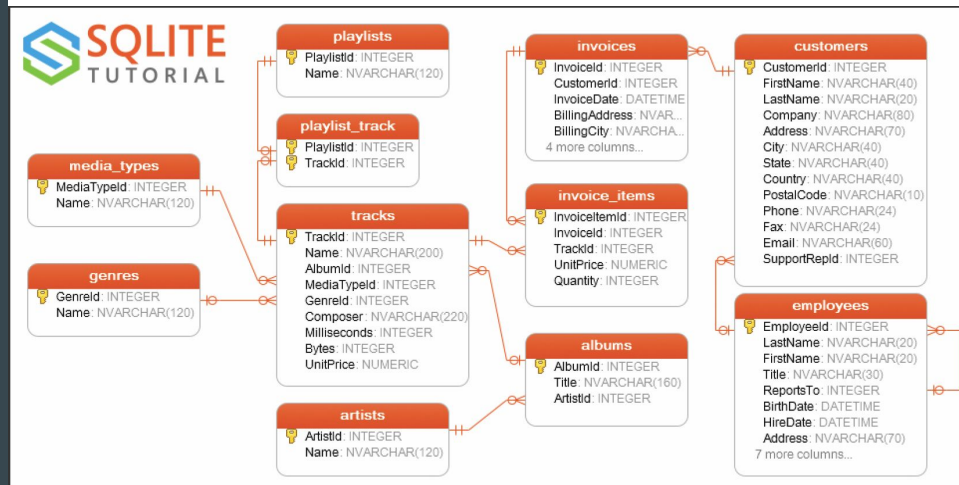 SQLITE
TUTORIAL
playlists
PlaylistId: INTEGER
Name: NVARCHAR(120)
playlist_track
PlaylistId: INTEGER
TrackId: INTEGER
media_types
MediaTypeId: INTEGER
Name: NVARCHAR(120)
genres
GenreId: INTEGER
Name: NVARCHAR(120)
tracks
TrackId: INTEGER
Name: NVARCHAR(200)
AlbumId: INTEGER
MediaTypeId: INTEGER
GenreId: INTEGER
Composer: NVARCHAR(220)
Milliseconds: INTEGER
Bytes: INTEGER
UnitPrice: NUMERIC
artists
ArtistId: INTEGER
Name: NVARCHAR(120)
invoices
InvoiceId: INTEGER
CustomerId: INTEGER
InvoiceDate: DATETIME
BillingAddress: NVAR...
BillingCity: NVARCHA...
4 more columns...
invoice_items
InvoiceItemId: INTEGER
InvoiceId: INTEGER
TrackId: INTEGER
UnitPrice: NUMERIC
Quantity: INTEGER
albums
AlbumId: INTEGER
Title: NVARCHAR(160)
ArtistId: INTEGER
customers
CustomerId: INTEGER
FirstName: NVARCHAR(40)
LastName: NVARCHAR(20)
Company: NVARCHAR(80)
Address: NVARCHAR(70)
City: NVARCHAR(40)
State: NVARCHAR(40)
Country: NVARCHAR(40)
PostalCode: NVARCHAR(10)
Phone: NVARCHAR(24)
Fax: NVARCHAR(24)
Email: NVARCHAR(60)
SupportRepId: INTEGER
employees
EmployeeId: INTEGER
LastName: NVARCHAR(20)
FirstName: NVARCHAR(20)
Title: NVARCHAR(30)
ReportsTo: INTEGER
BirthDate: DATETIME
HireDate: DATETIME
Address: NVARCHAR(70)
7 more columns...